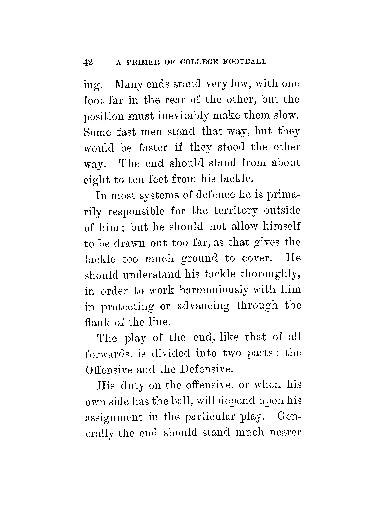 42 A PRIMER OF COLLEGE FOOTBALL
ing. Many ends stand very low, with one
foot far in the rear of the other, but the
position must inevitably make them slow.
Some fast men stand that way, but they
would be faster if they stood the other
way. The end should stand from about
eight to ten feet from his tackle.
In most systems of defence he is prima-
rily responsible for the territory outside
of him; but he should not allow himself
to be drawn out too far, as that gives the
tackle too much ground to cover. He
should understand his tackle thoroughly,
in order to work harmoniously with him
in protecting or advancing through the
flank of the line.
The play of the end, like that of all
forwards, is divided into two parts: the
Offensive and the Defensive.
His duty on the offensive, or when his
own side has the ball, will depend upon his
assignment in the particular play. Gen-
erally the end should stand much nearer